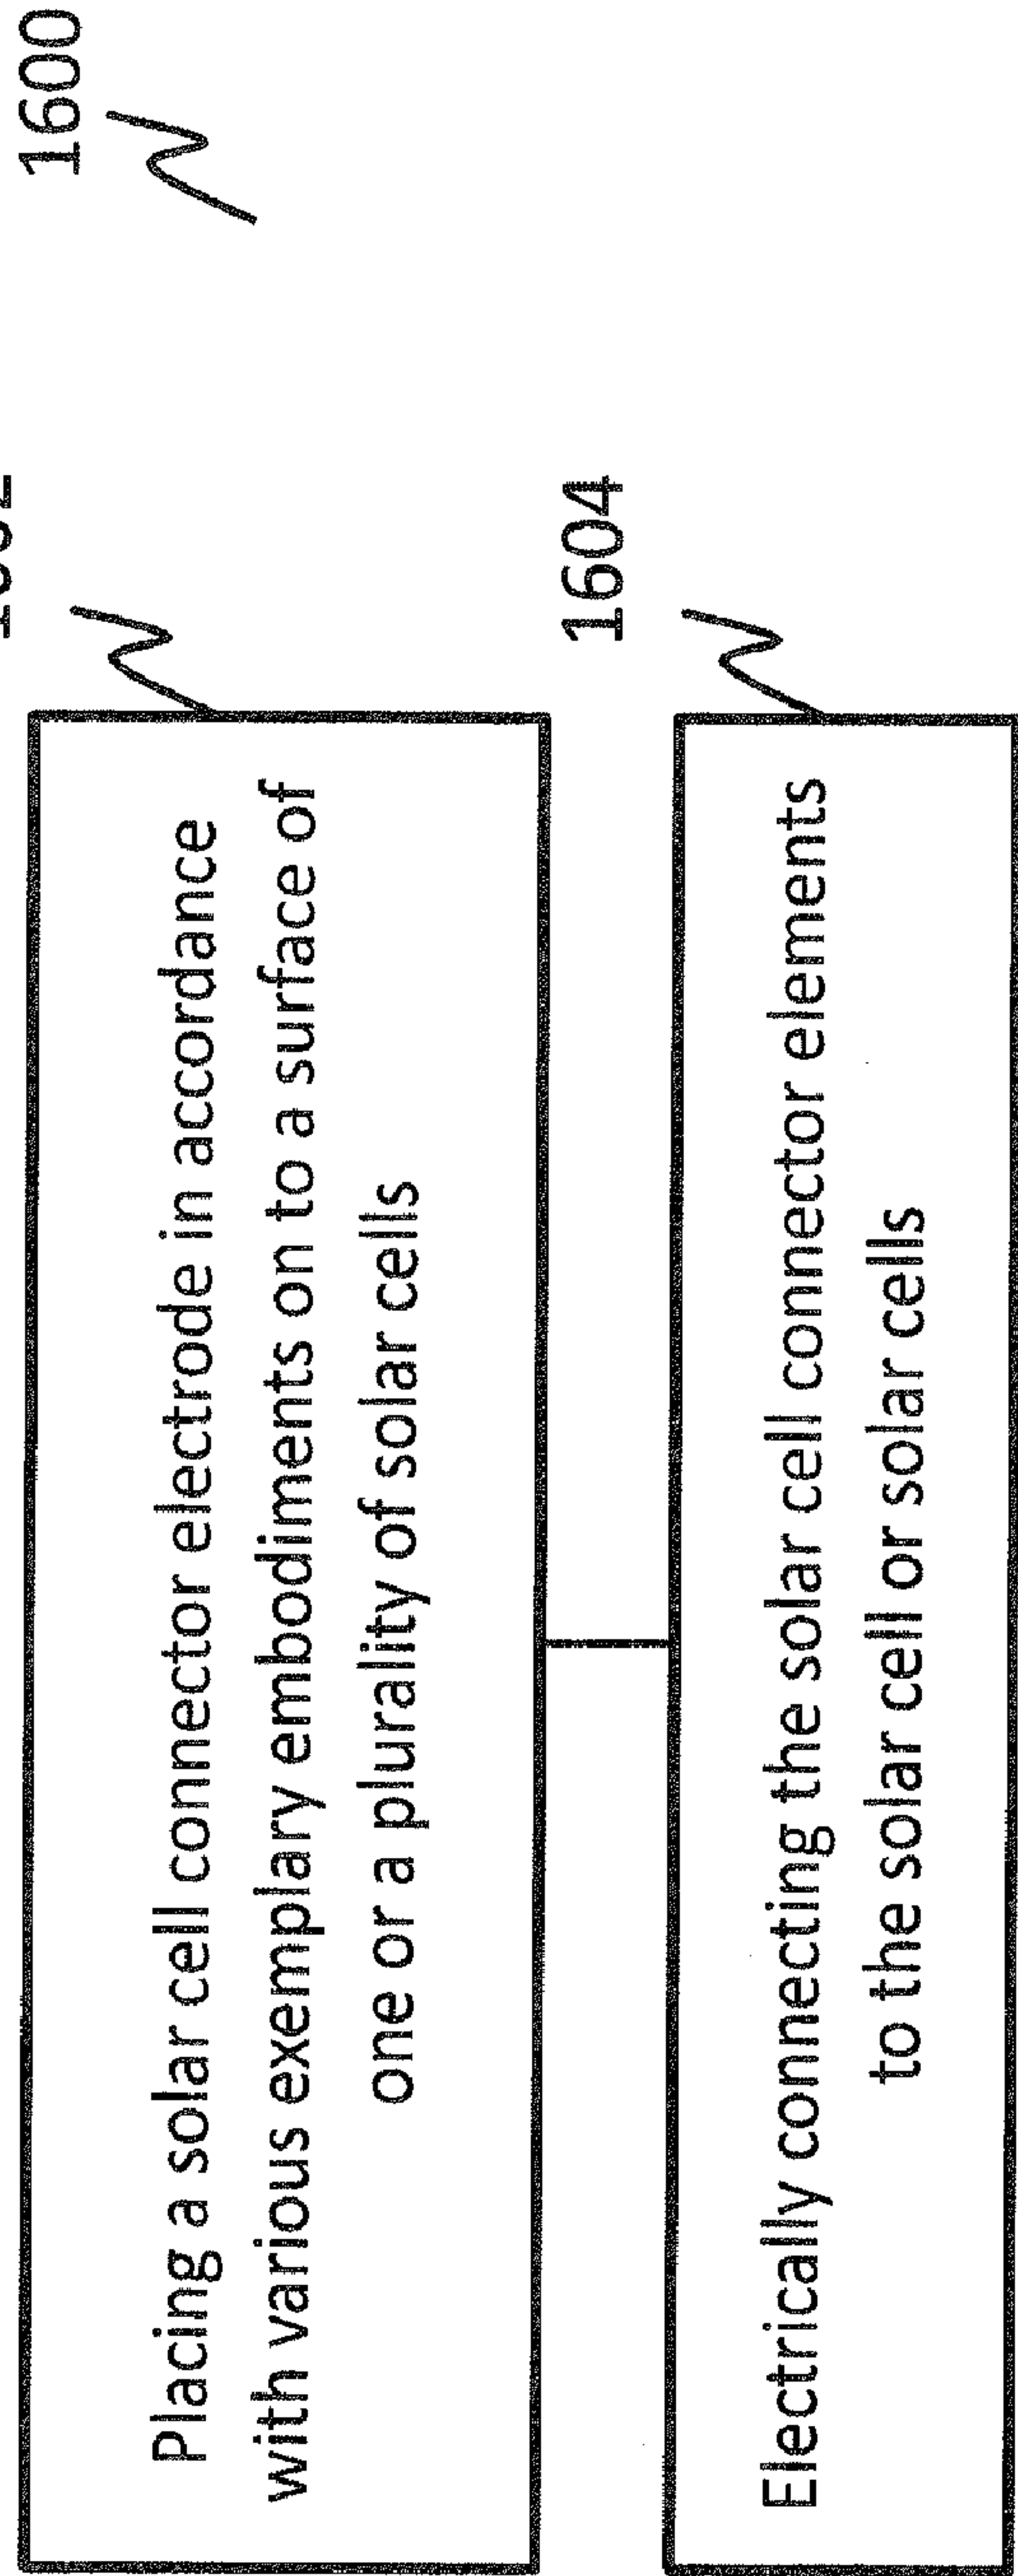 1600
Placing a solar cell connector electrode in accordance
with various exemplary embodiments on to a surface of
one or a plurality of solar cells
1604
Electrically connecting the solar cell connector elements
to the solar cell or solar cells